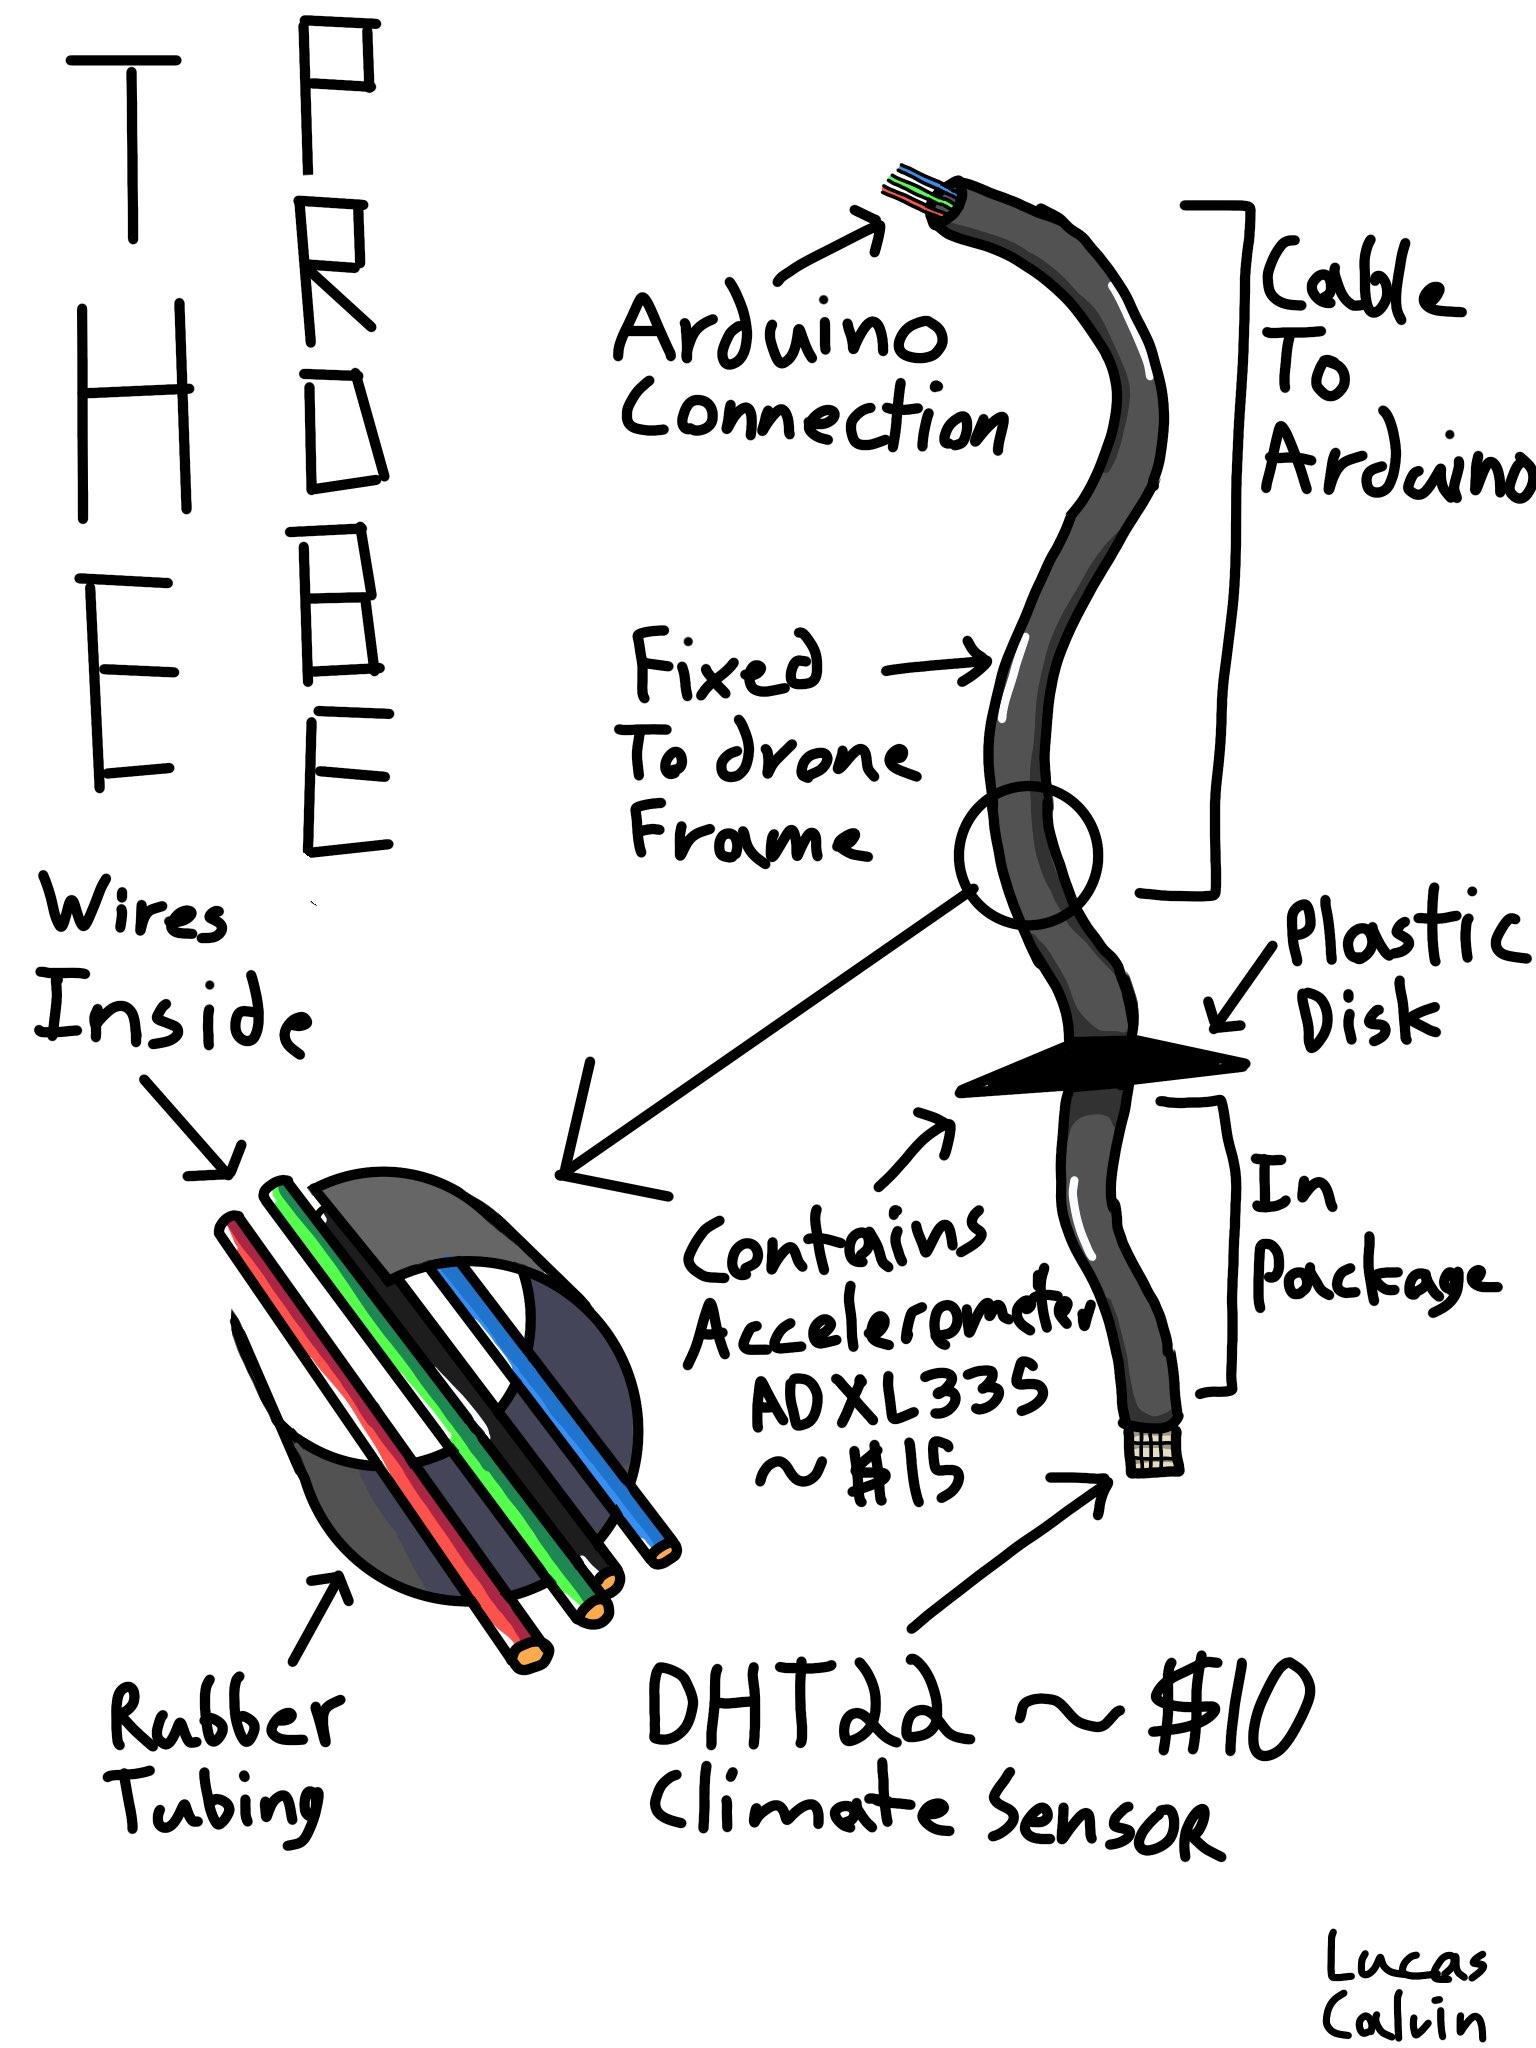 THE
PROBE
Arduino
Connection
Cable
To
Arduino
Fixed
To drone
Frame
Wires
Inside
Plastic
Disk
Contains
Accelerometer
ADXL335
~ $15
In
Package
Rubber
Tubing
DHT22 ~ $10
Climate Sensor
Lucas
Calvin